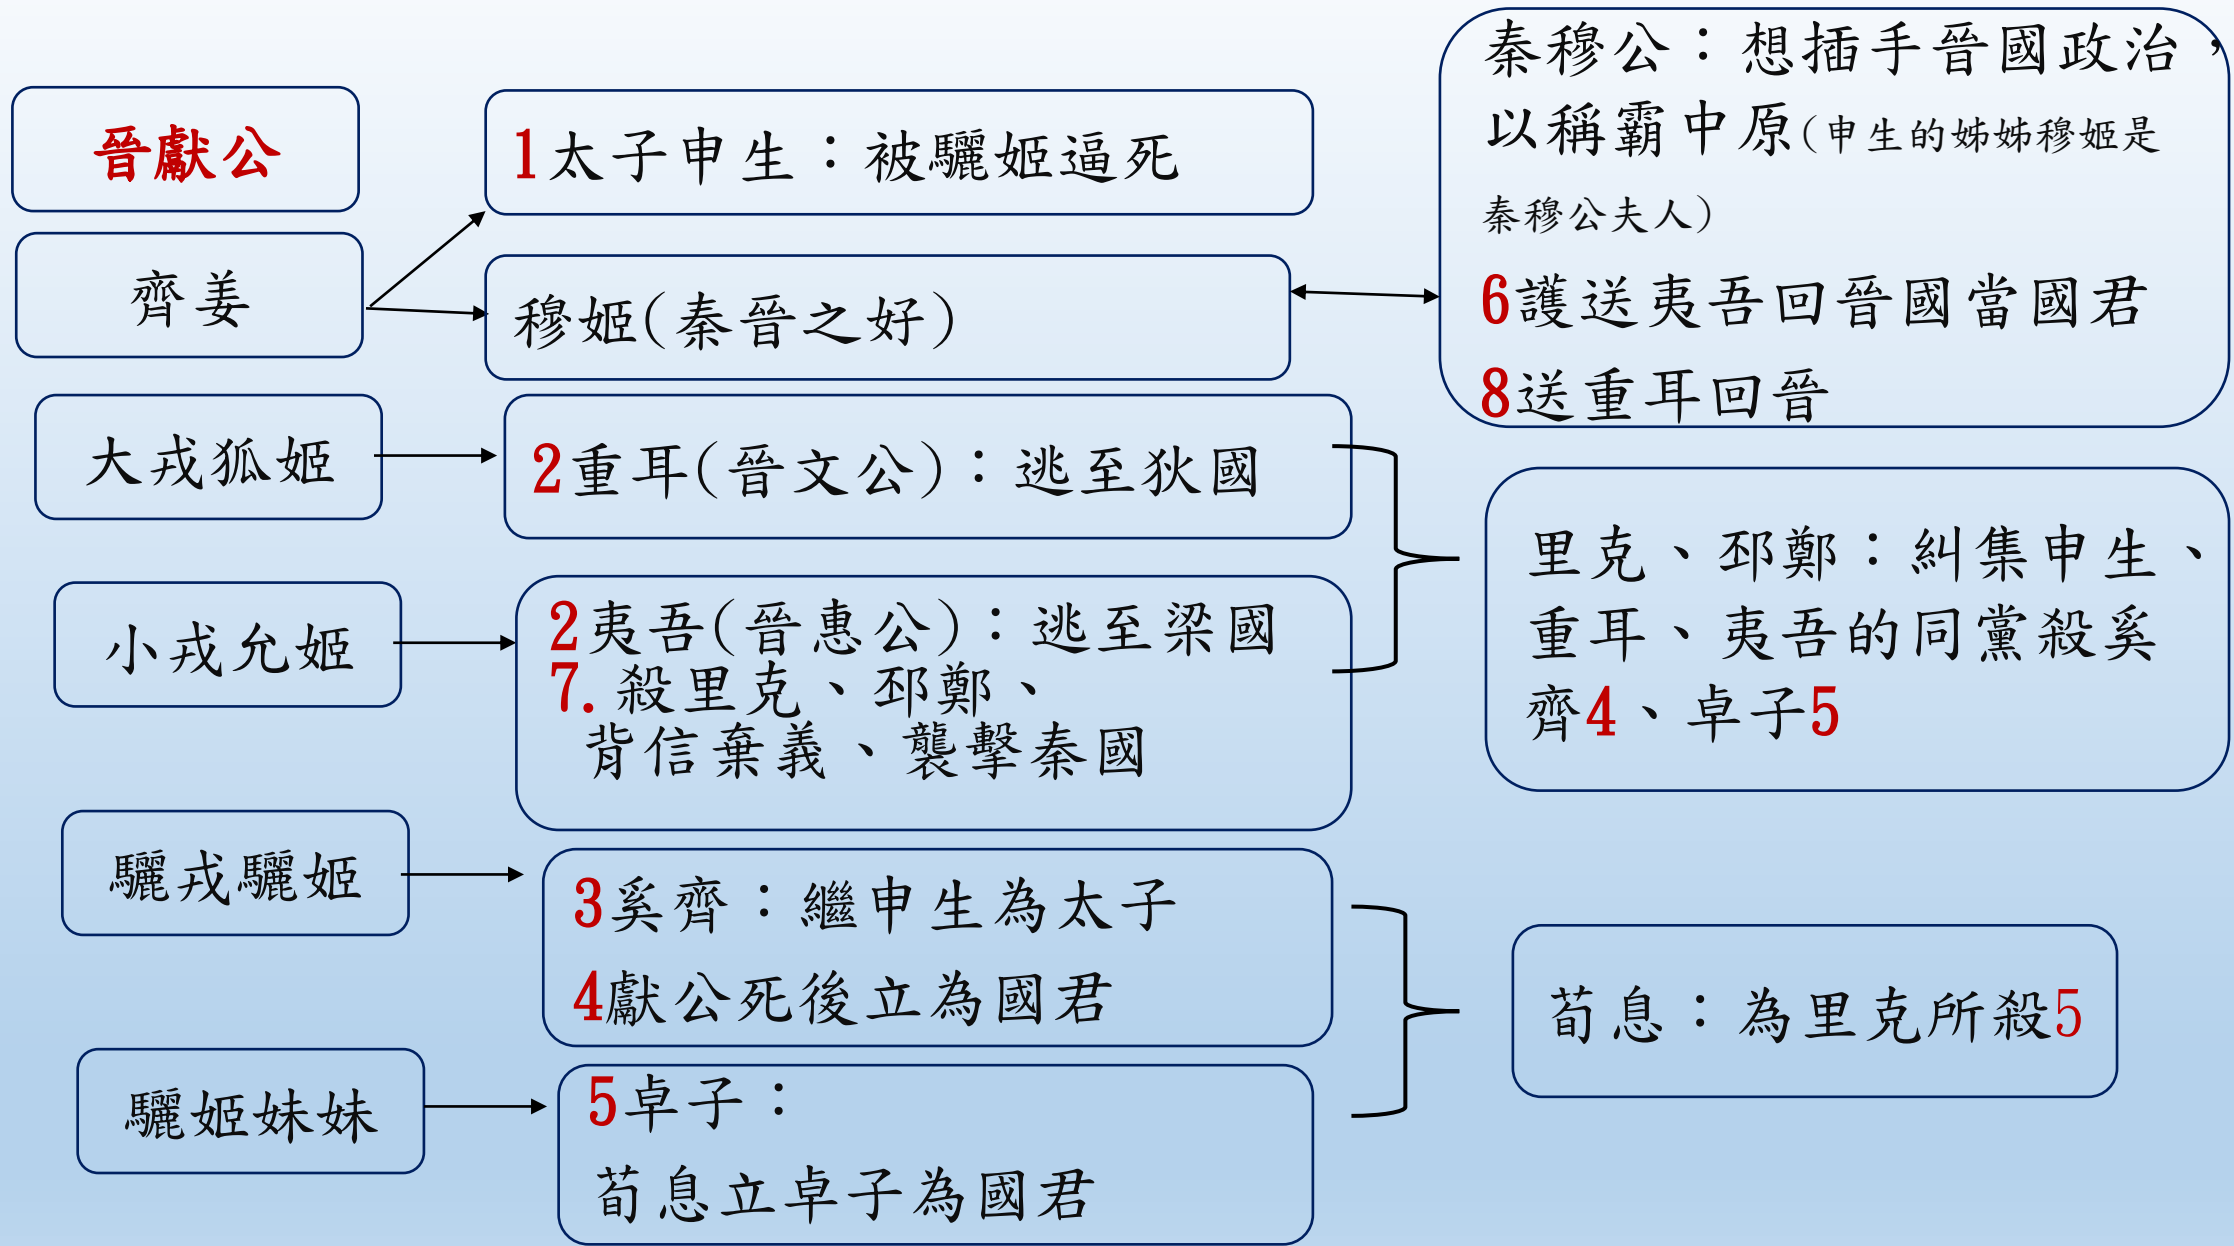 晉獻公
齊姜
1太子申生：被驪姬逼死
穆姬(秦晉之好)
秦穆公：想插手晉國政治，
以稱霸中原(申生的姊姊穆姬是
秦穆公夫人)
6護送夷吾回晉國當國君
8送重耳回晉
大戎狐姬
2重耳(晉文公)：逃至狄國
小戎允姬
2夷吾(晉惠公)：逃至梁國
7.殺里克、邳鄭、
背信棄義、襲擊秦國
里克、邳鄭：糾集申生、
重耳、夷吾的同黨殺奚
齊4、卓子5
驪戎驪姬
3奚齊：繼申生為太子
4獻公死後立為國君
驪姬妹妹
5卓子：
荀息立卓子為國君
荀息：為里克所殺5